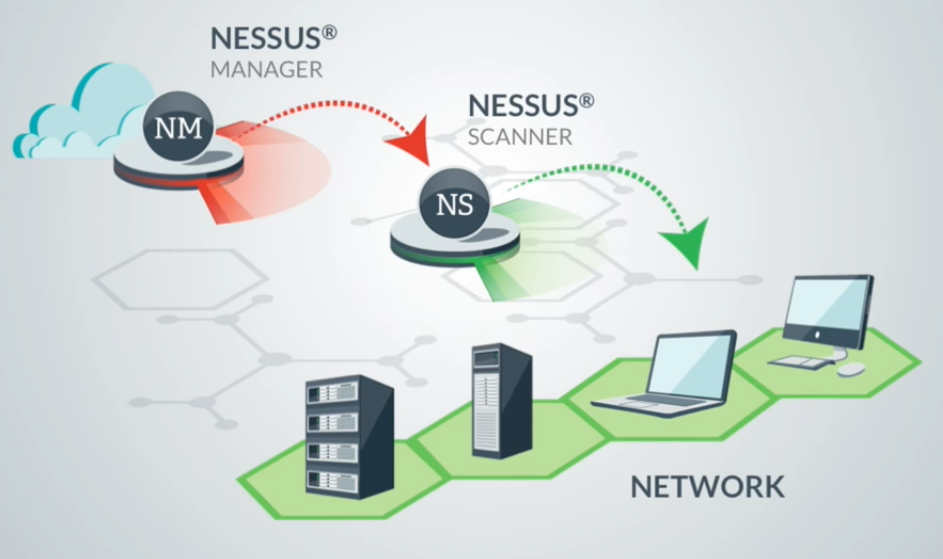 NESSUS®
MANAGER
NM
NESSUS®
SCANNER
NS
NETWORK